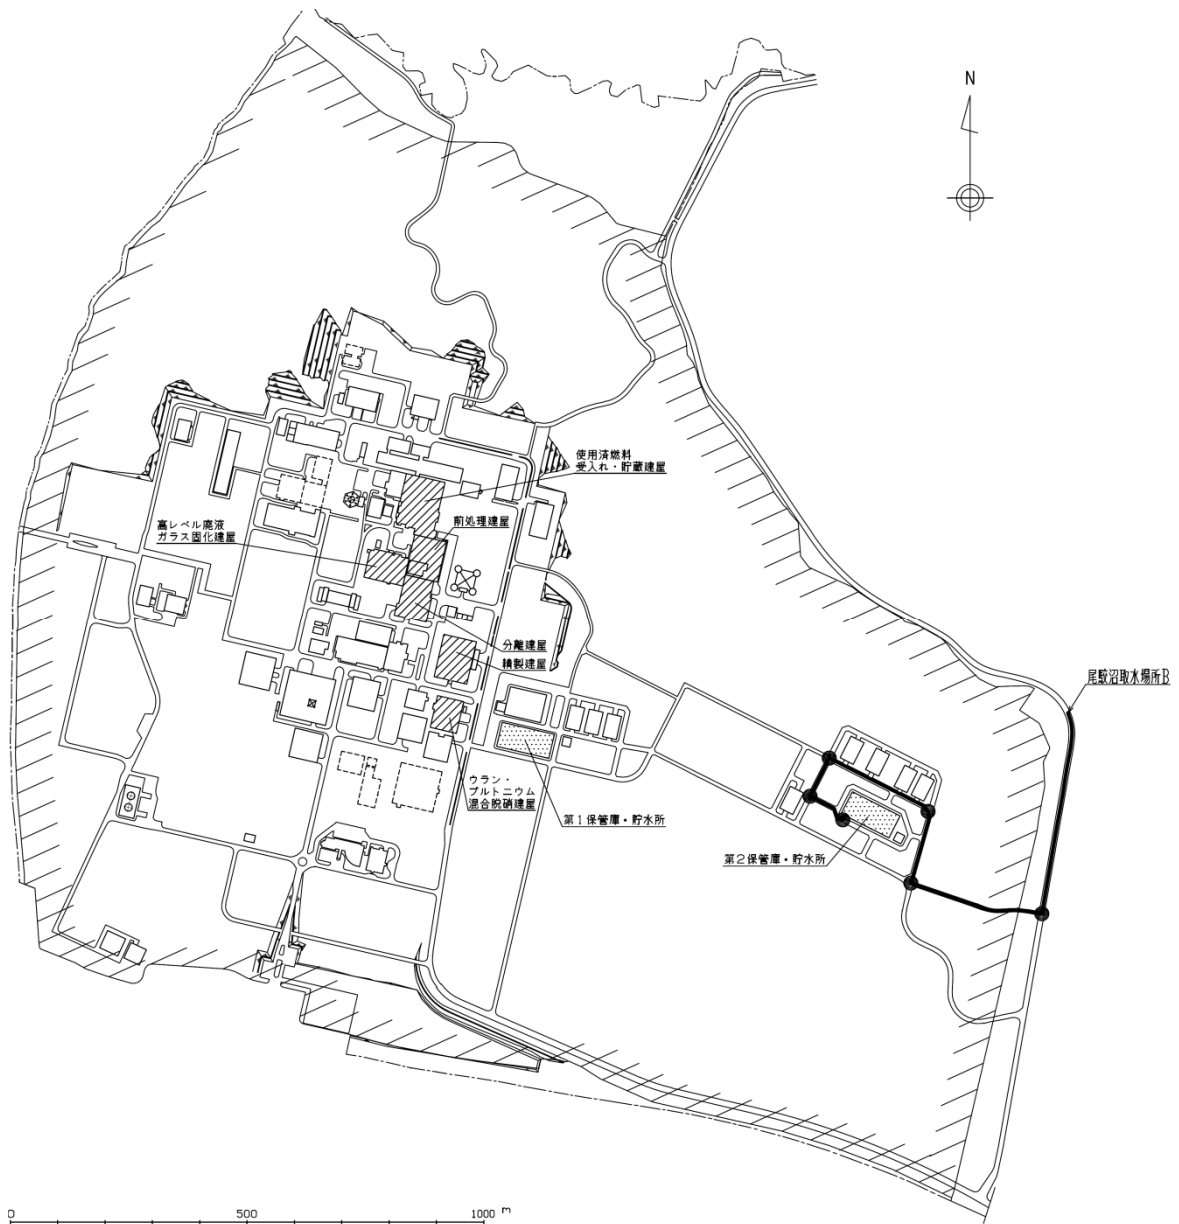 N
使用済燃料
受入れ・貯蔵建屋
前処理建屋
高レベル廃液
ガラス固化建屋
分離建屋
精製建屋
尾駮沼取水場所B
ウラン・
プルトニウム
混合脱硝建屋
第1保管庫・貯水所
第2保管庫・貯水所
0 500 1000 m